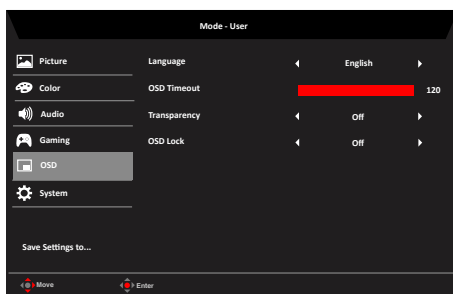 Mode - User
Picture
Language English
Color
OSD Timeout 120
Audio
Transparency Off
Gaming
OSD Lock Off
OSD
System
Save Settings to...
Move Enter